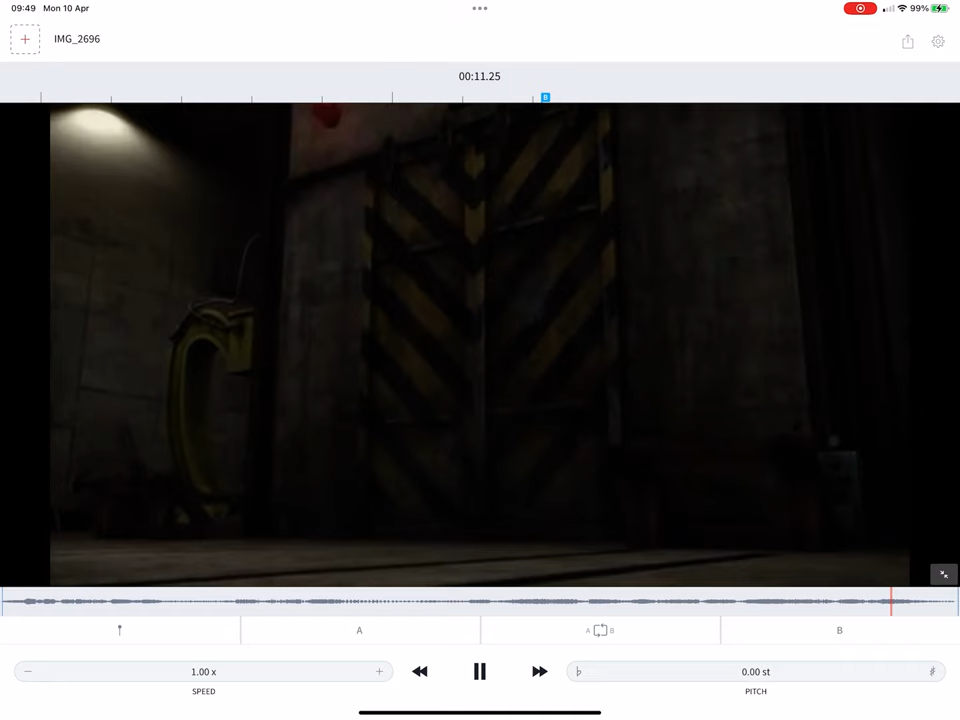 09:49 Mon 10 Apr
99%
IMG_2696
00:11.25
B
A
A B
B
1.00 x
0.00 st
SPEED
PITCH